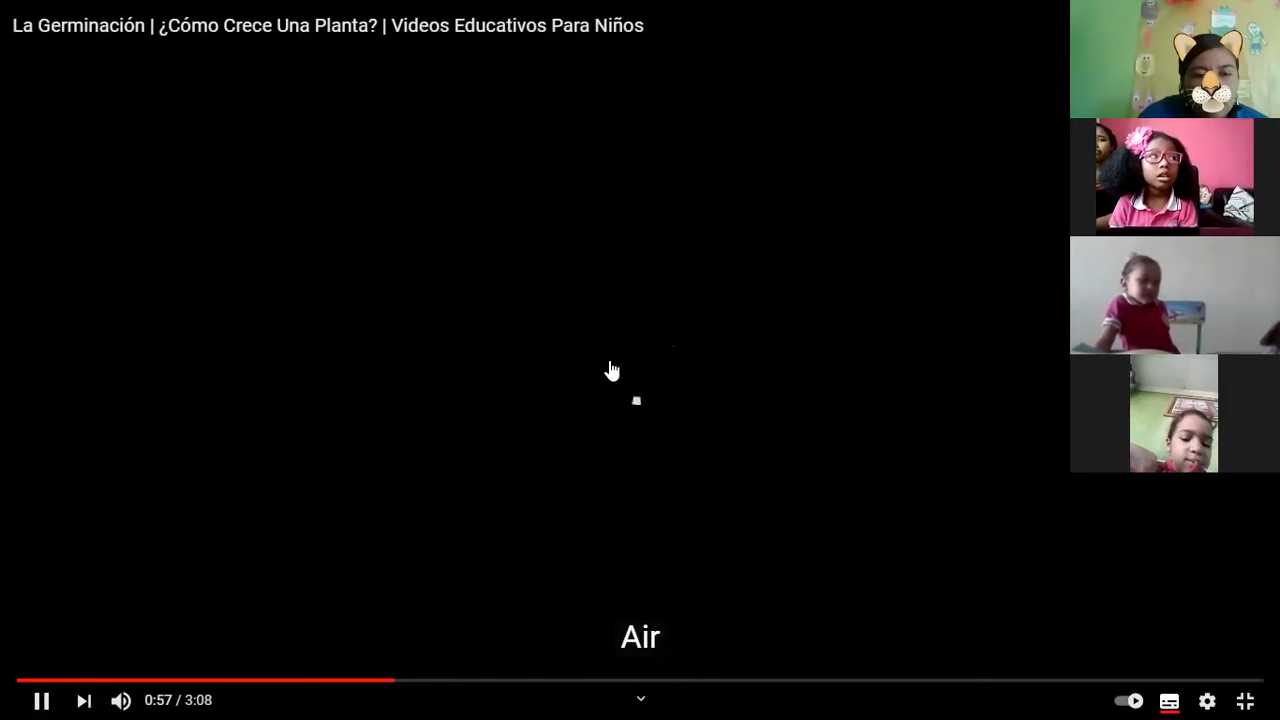 La Germinación | ¿Cómo Crece Una Planta? | Videos Educativos Para Niños
Air
0:57 / 3:08